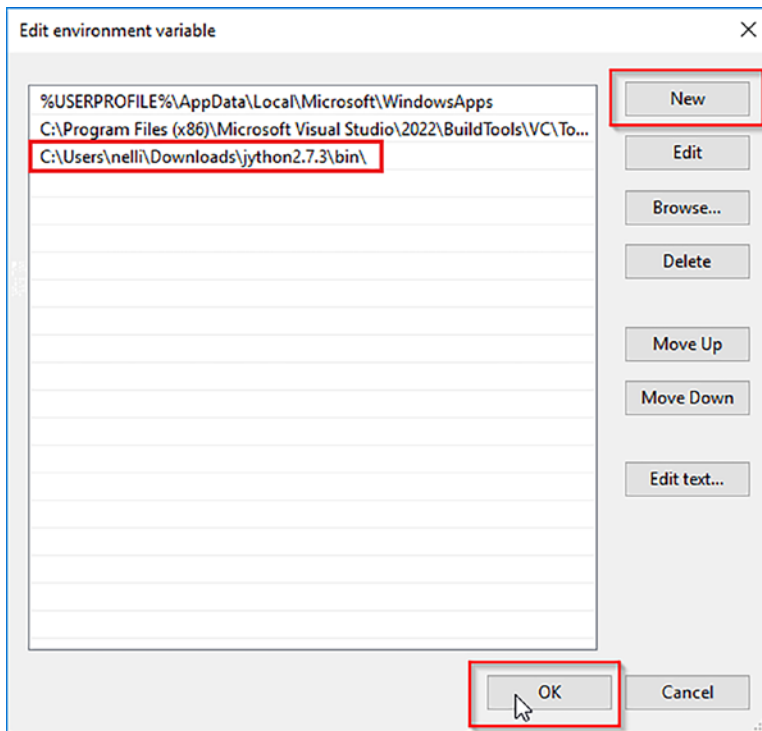 Edit environment variable
%USERPROFILE%\AppData\Local\Microsoft\WindowsApps
C:\Program Files (x86)\Microsoft Visual Studio\2022\BuildTools\VC\To...
C:\Users\nelli\Downloads\jython2.7.3\bin\
New
Edit
Browse...
Delete
Move Up
Move Down
Edit text...
OK
Cancel